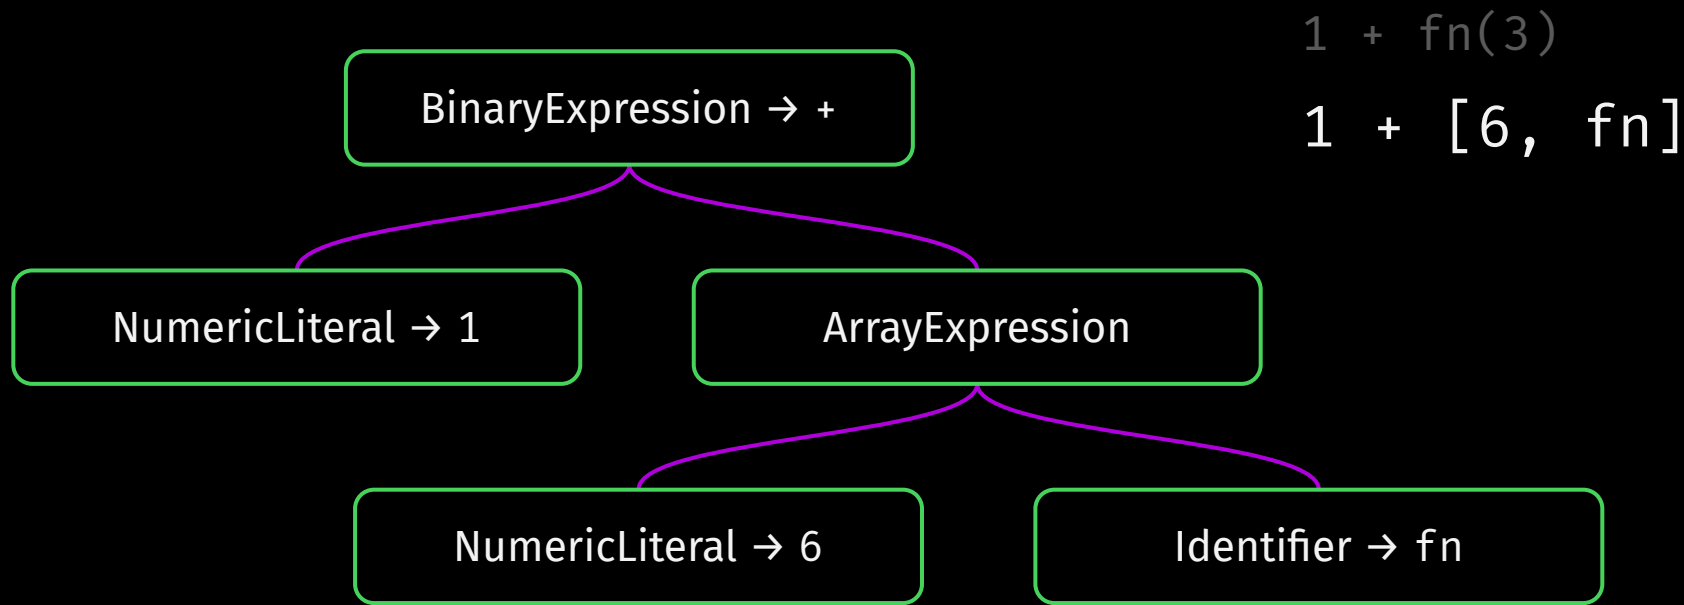 1 + fn(3)
1 + [6, fn]
BinaryExpression → +
NumericLiteral → 1
ArrayExpression
NumericLiteral → 6
Identifier → fn